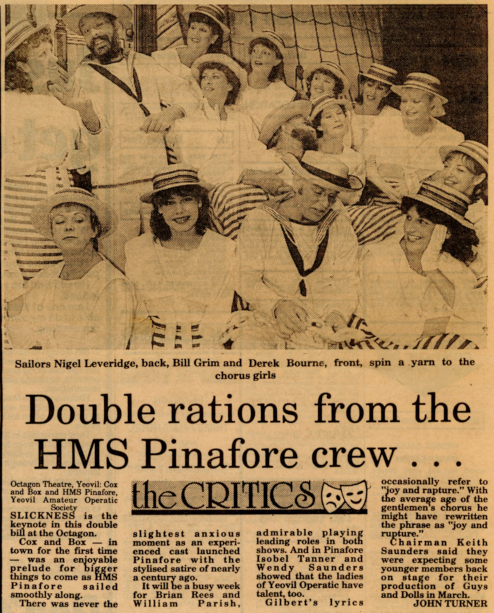 Sailors Nigel Leveridge, back, Bill Grim and Derek Bourne, front, spin a yarn to the
chorus girls
Double rations from the
HMS Pinafore crew . . .
Octagon Theatre, Yeovil: Cox
and Box and HMS Pinafore,
Yeovil Amateur Operatic
Society
SLICKNESS is the
keynote in this double
bill at the Octagon.
Cox and Box — in
town for the first time
— was an enjoyable
prelude for bigger
things to come as HMS
Pinafore sailed
smoothly along.
There was never the
the CRITICS
slightest anxious
moment as an experi-
enced cast launched
Pinafore with the
stylised satire of nearly
a century ago.
It will be a busy week
for Brian Rees and
William Parish,
admirable playing
leading roles in both
shows. And in Pinafore
Isobel Tanner and
Wendy Saunders
showed that the ladies
of Yeovil Operatic have
talent, too.
Gilbert's lyrics
occasionally refer to
"joy and rapture." With
the average age of the
gentlemen's chorus he
might have rewritten
the phrase as "joy and
rupture."
Chairman Keith
Saunders said they
were expecting some
younger members back
on stage for their
production of Guys
and Dolls in March.
JOHN TURNER